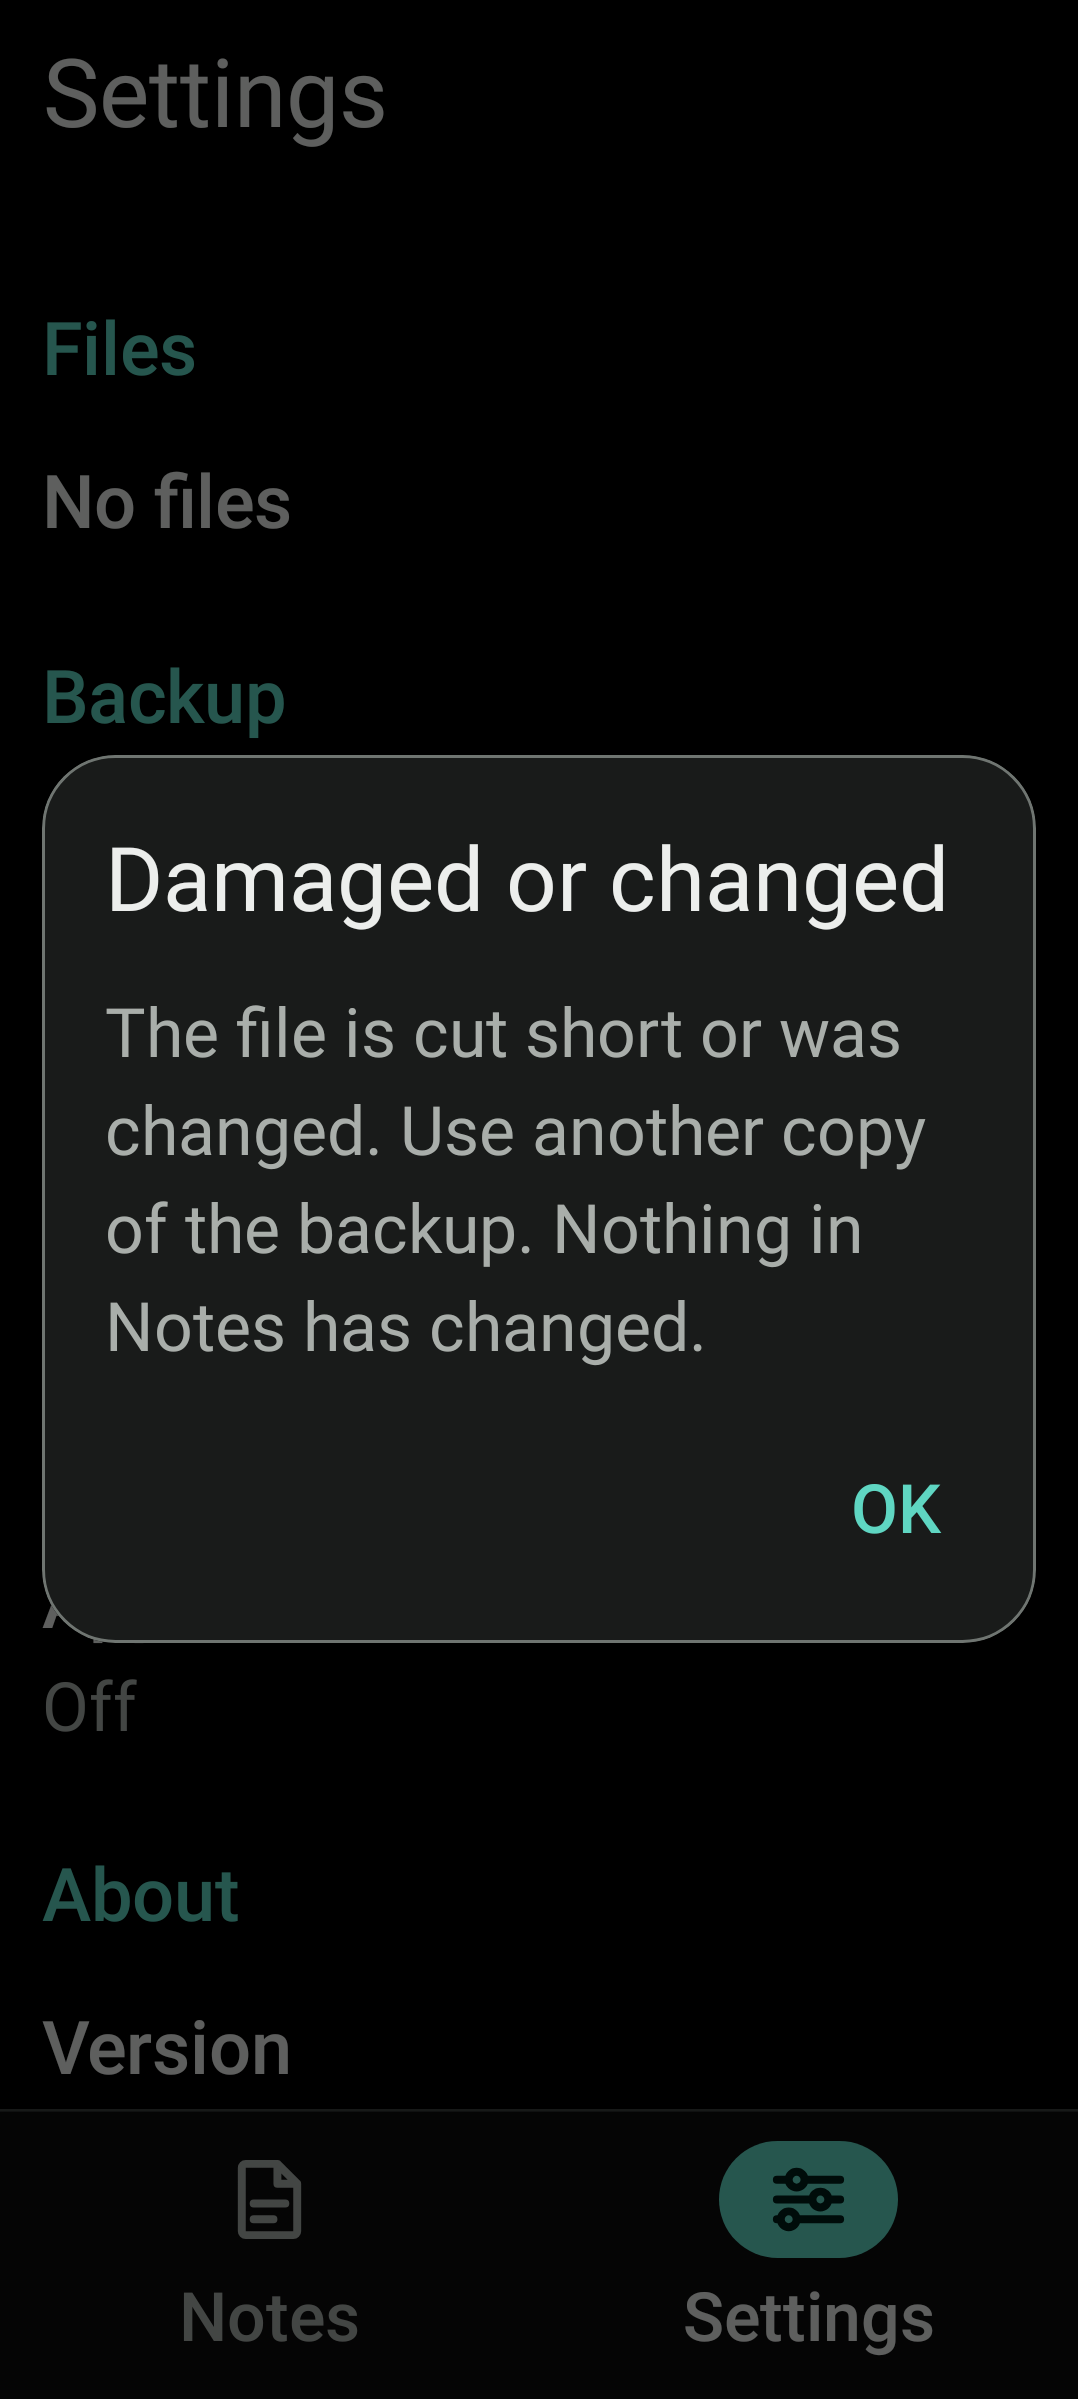 Settings
Files
No files
Backup
Damaged or changed
The file is cut short or was
changed. Use another copy
of the backup. Nothing in
Notes has changed.
OK
Off
About
Version
Notes
Settings